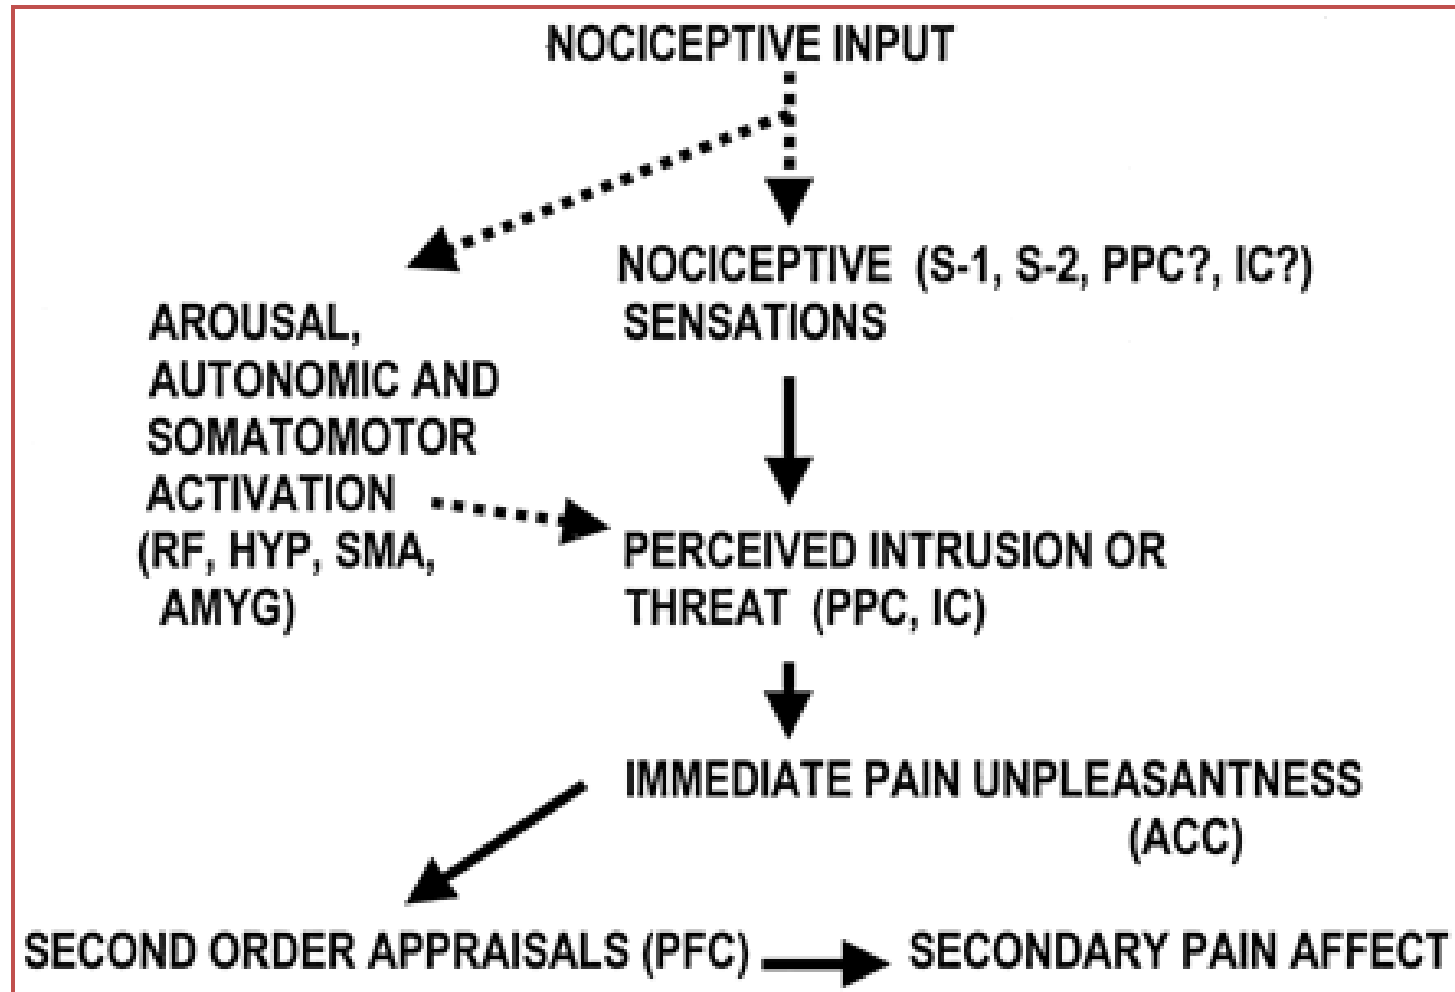 NOCICEPTIVE INPUT
NOCICEPTIVE (S-1, S-2, PPC?, IC?)
SENSATIONS
AROUSAL,
AUTONOMIC AND
SOMATOMOTOR
ACTIVATION
(RF, HYP, SMA,
AMYG)
PERCEIVED INTRUSION OR
THREAT (PPC, IC)
IMMEDIATE PAIN UNPLEASANTNESS
(ACC)
SECOND ORDER APPRAISALS (PFC)
SECONDARY PAIN AFFECT